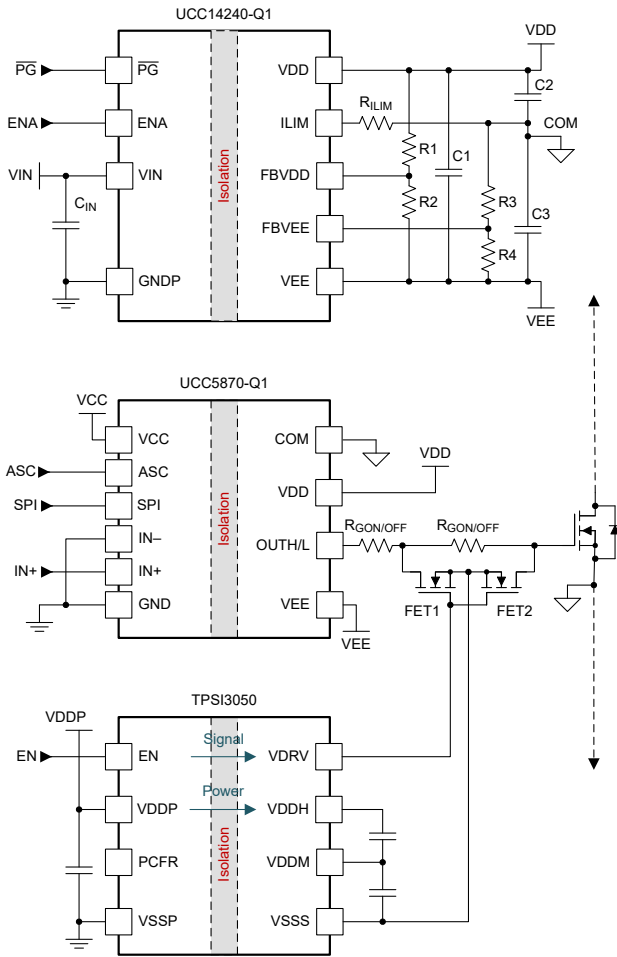 UCC14240-Q1
VDD
PG
PG
VDD
C2
ENA
ENA
ILIM
RILIM
COM
R1
C1
VIN
VIN
Isolation
FBVDD
CIN
R2
R3
C3
FBVEE
R4
GNDP
VEE
VEE
UCC5870-Q1
VCC
VCC
COM
ASC
ASC
VDD
VDD
SPI
SPI
Isolation
IN–
OUTH/L
RGON/OFF
RGON/OFF
IN+
IN+
GND
VEE
VEE
FET1
FET2
TPSI3050
VDDP
EN
EN
Signal
VDRV
VDDP
Power
VDDH
Isolation
PCFR
VDDM
VSSP
VSSS